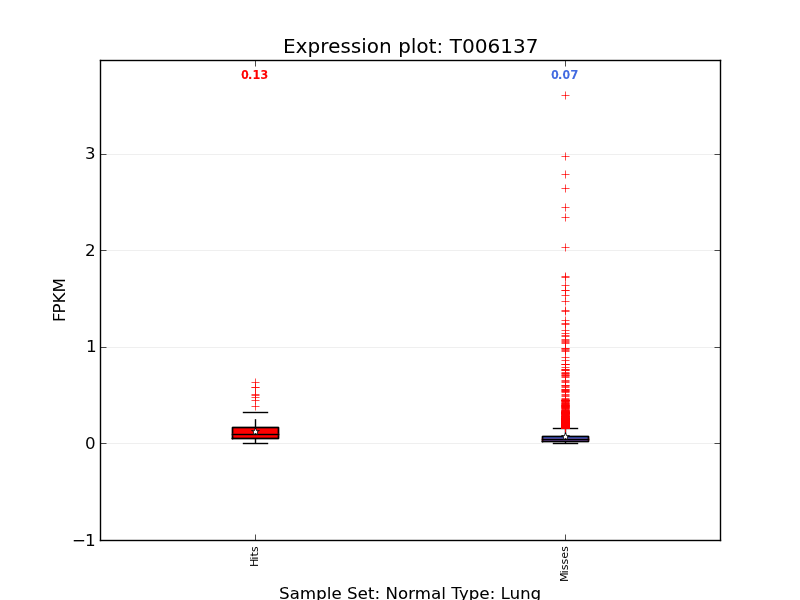 Expression plot: T006137
0.13
0.07
3
2
1
0
−1
FPKM
Hits
Misses
Sample Set: Normal Type: Lung